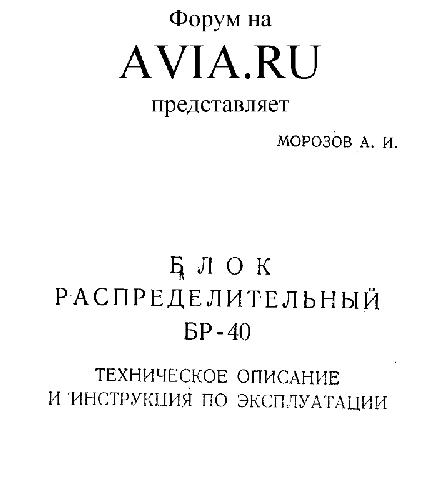 Форум на
AVIA.RU
представляет
МОРОЗОВ А. И.
БЛОК
РАСПРЕДЕЛИТЕЛЬНЫЙ
БР-40
ТЕХНИЧЕСКОЕ ОПИСАНИЕ
И ИНСТРУКЦИЯ ПО ЭКСПЛУАТАЦИИ